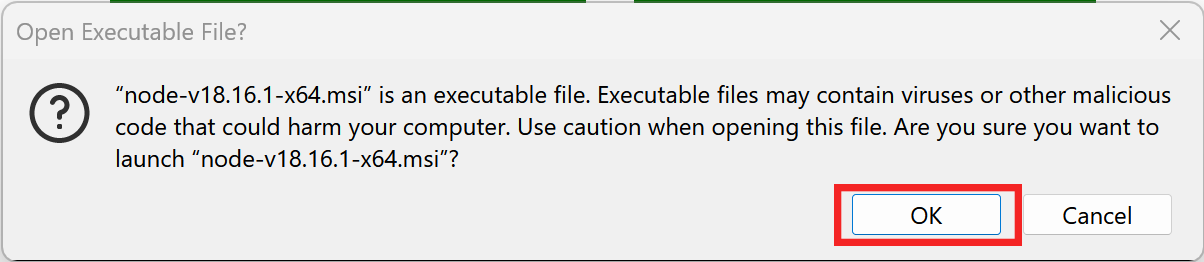 Open Executable File?
“node-v18.16.1-x64.msi” is an executable file. Executable files may contain viruses or other malicious
code that could harm your computer. Use caution when opening this file. Are you sure you want to
launch “node-v18.16.1-x64.msi”?
OK
Cancel